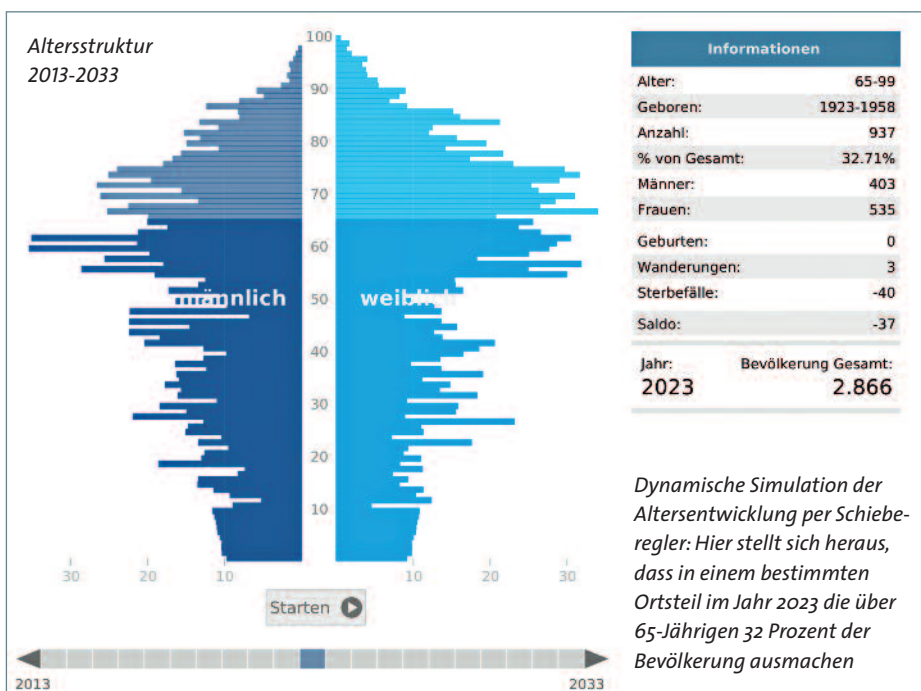 Altersstruktur
2013-2033
100
90
80
70
60
50
40
30
20
10
männlich
weiblich
30
20
10
10
20
30
Starten
2013
2033
Informationen
Alter: 65-99
Geboren: 1923-1958
Anzahl: 937
% von Gesamt: 32.71%
Männer: 403
Frauen: 535
Geburten: 0
Wanderungen: 3
Sterbefälle: -40
Saldo: -37
Jahr: Bevölkerung Gesamt:
2023 2.866
Dynamische Simulation der
Altersentwicklung per Schiebe-
regler: Hier stellt sich heraus,
dass in einem bestimmten
Ortsteil im Jahr 2023 die über
65-Jährigen 32 Prozent der
Bevölkerung ausmachen